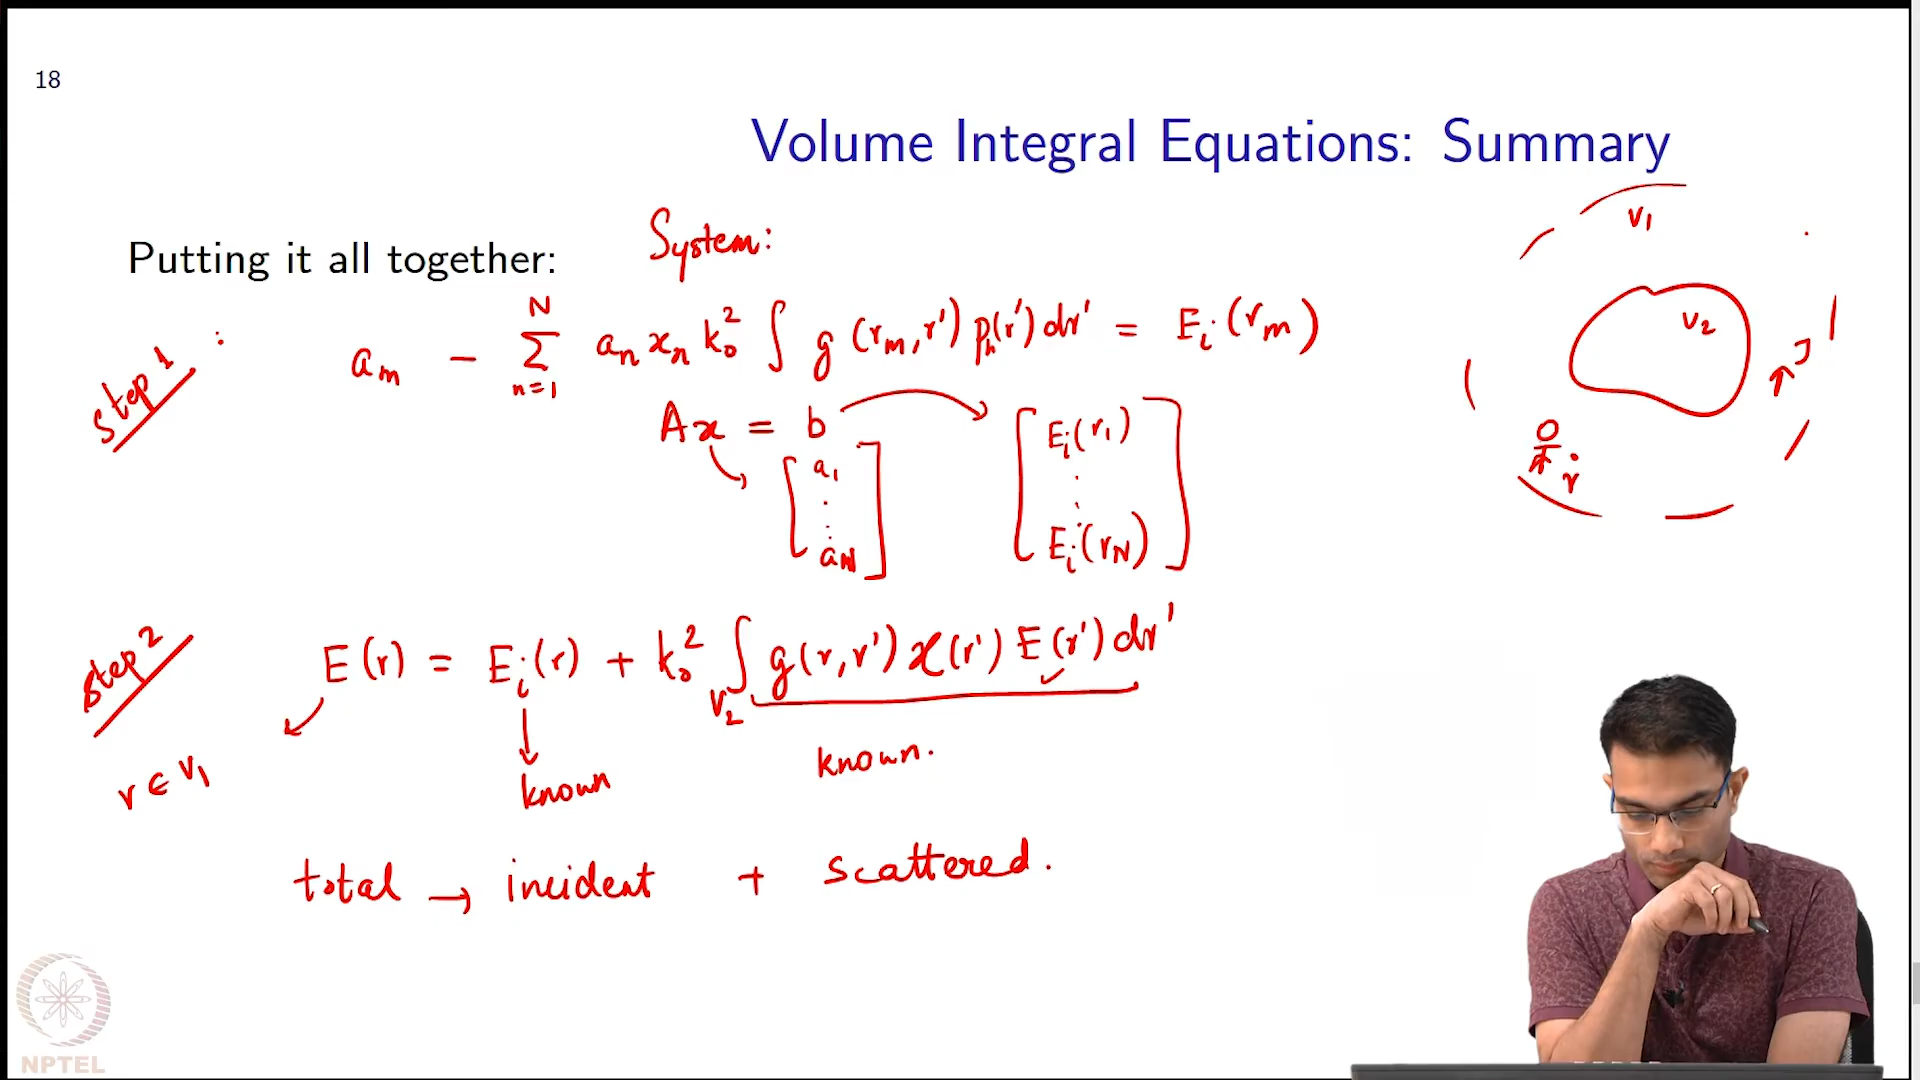 18
Volume Integral Equations: Summary
Putting it all together:
System:
Step 1 :
a_m - \sum_{n=1}^{N} a_n x_n k_0^2 ∫ g(r_m, r') p_n(r') dr' = E_i(r_m)
A x = b
[a_1 ⋮ a_N]
[E_i(r_1) ⋮ E_i(r_N)]
V_1
V_2
J
r
Step 2
E(r) = E_i(r) + k_0^2 ∫_{V_2} g(r, r') χ(r') E(r') dr'
r ∈ V_1
known
known.
total → incident + scattered.
NPTEL